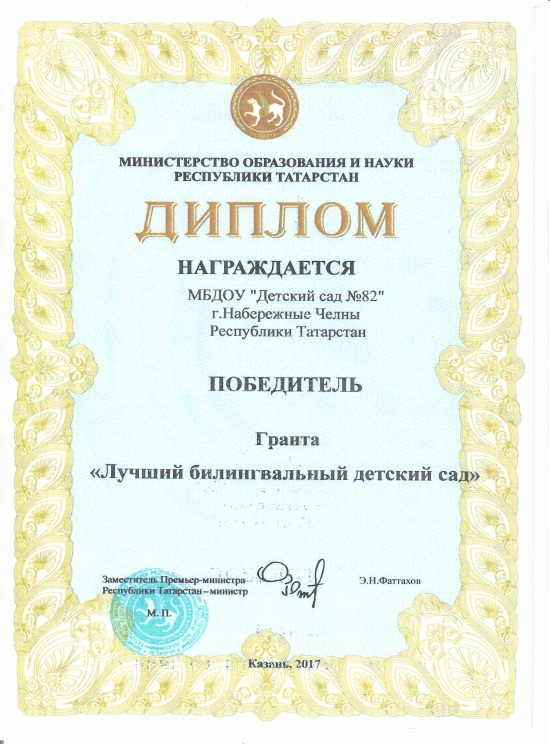 МИНИСТЕРСТВО ОБРАЗОВАНИЯ И НАУКИ
РЕСПУБЛИКИ ТАТАРСТАН
ДИПЛОМ
НАГРАЖДАЕТСЯ
МБДОУ "Детский сад №82"
г.Набережные Челны
Республики Татарстан
ПОБЕДИТЕЛЬ
Гранта
«Лучший билингвальный детский сад»
Заместитель Премьер-министра
Республики Татарстан–министр
Э.Н.Фаттахов
М. П.
Казань, 2017